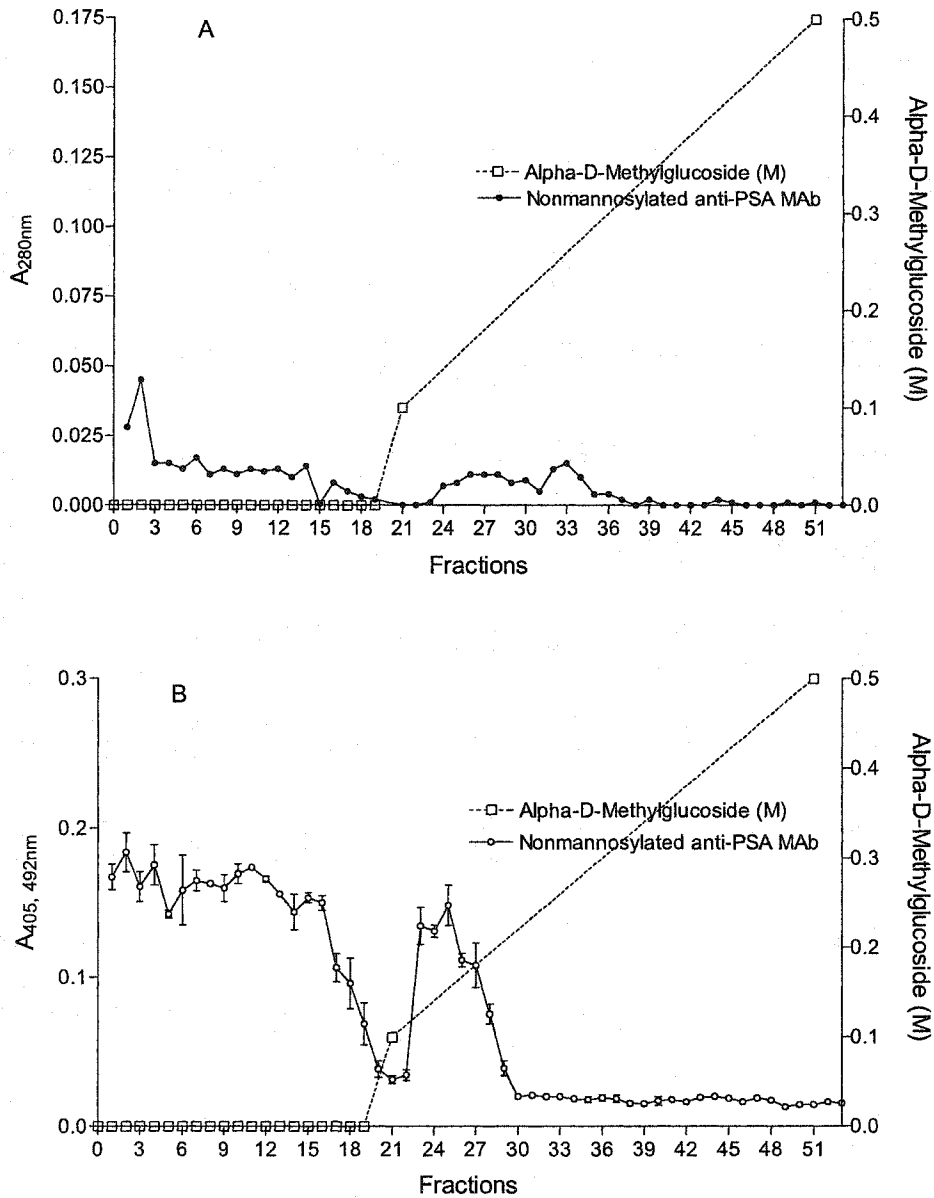 A
0.175
0.150
0.125
0.100
0.075
0.050
0.025
0.000
A280nm
0.5
0.4
0.3
0.2
0.1
0.0
Alpha-D-Methylglucoside (M)
Alpha-D-Methylglucoside (M)
Nonmannosylated anti-PSA MAb
0 3 6 9 12 15 18 21 24 27 30 33 36 39 42 45 48 51
Fractions
B
0.3
0.2
0.1
0.0
A405, 492nm
0.5
0.4
0.3
0.2
0.1
0.0
Alpha-D-Methylglucoside (M)
Alpha-D-Methylglucoside (M)
Nonmannosylated anti-PSA MAb
0 3 6 9 12 15 18 21 24 27 30 33 36 39 42 45 48 51
Fractions